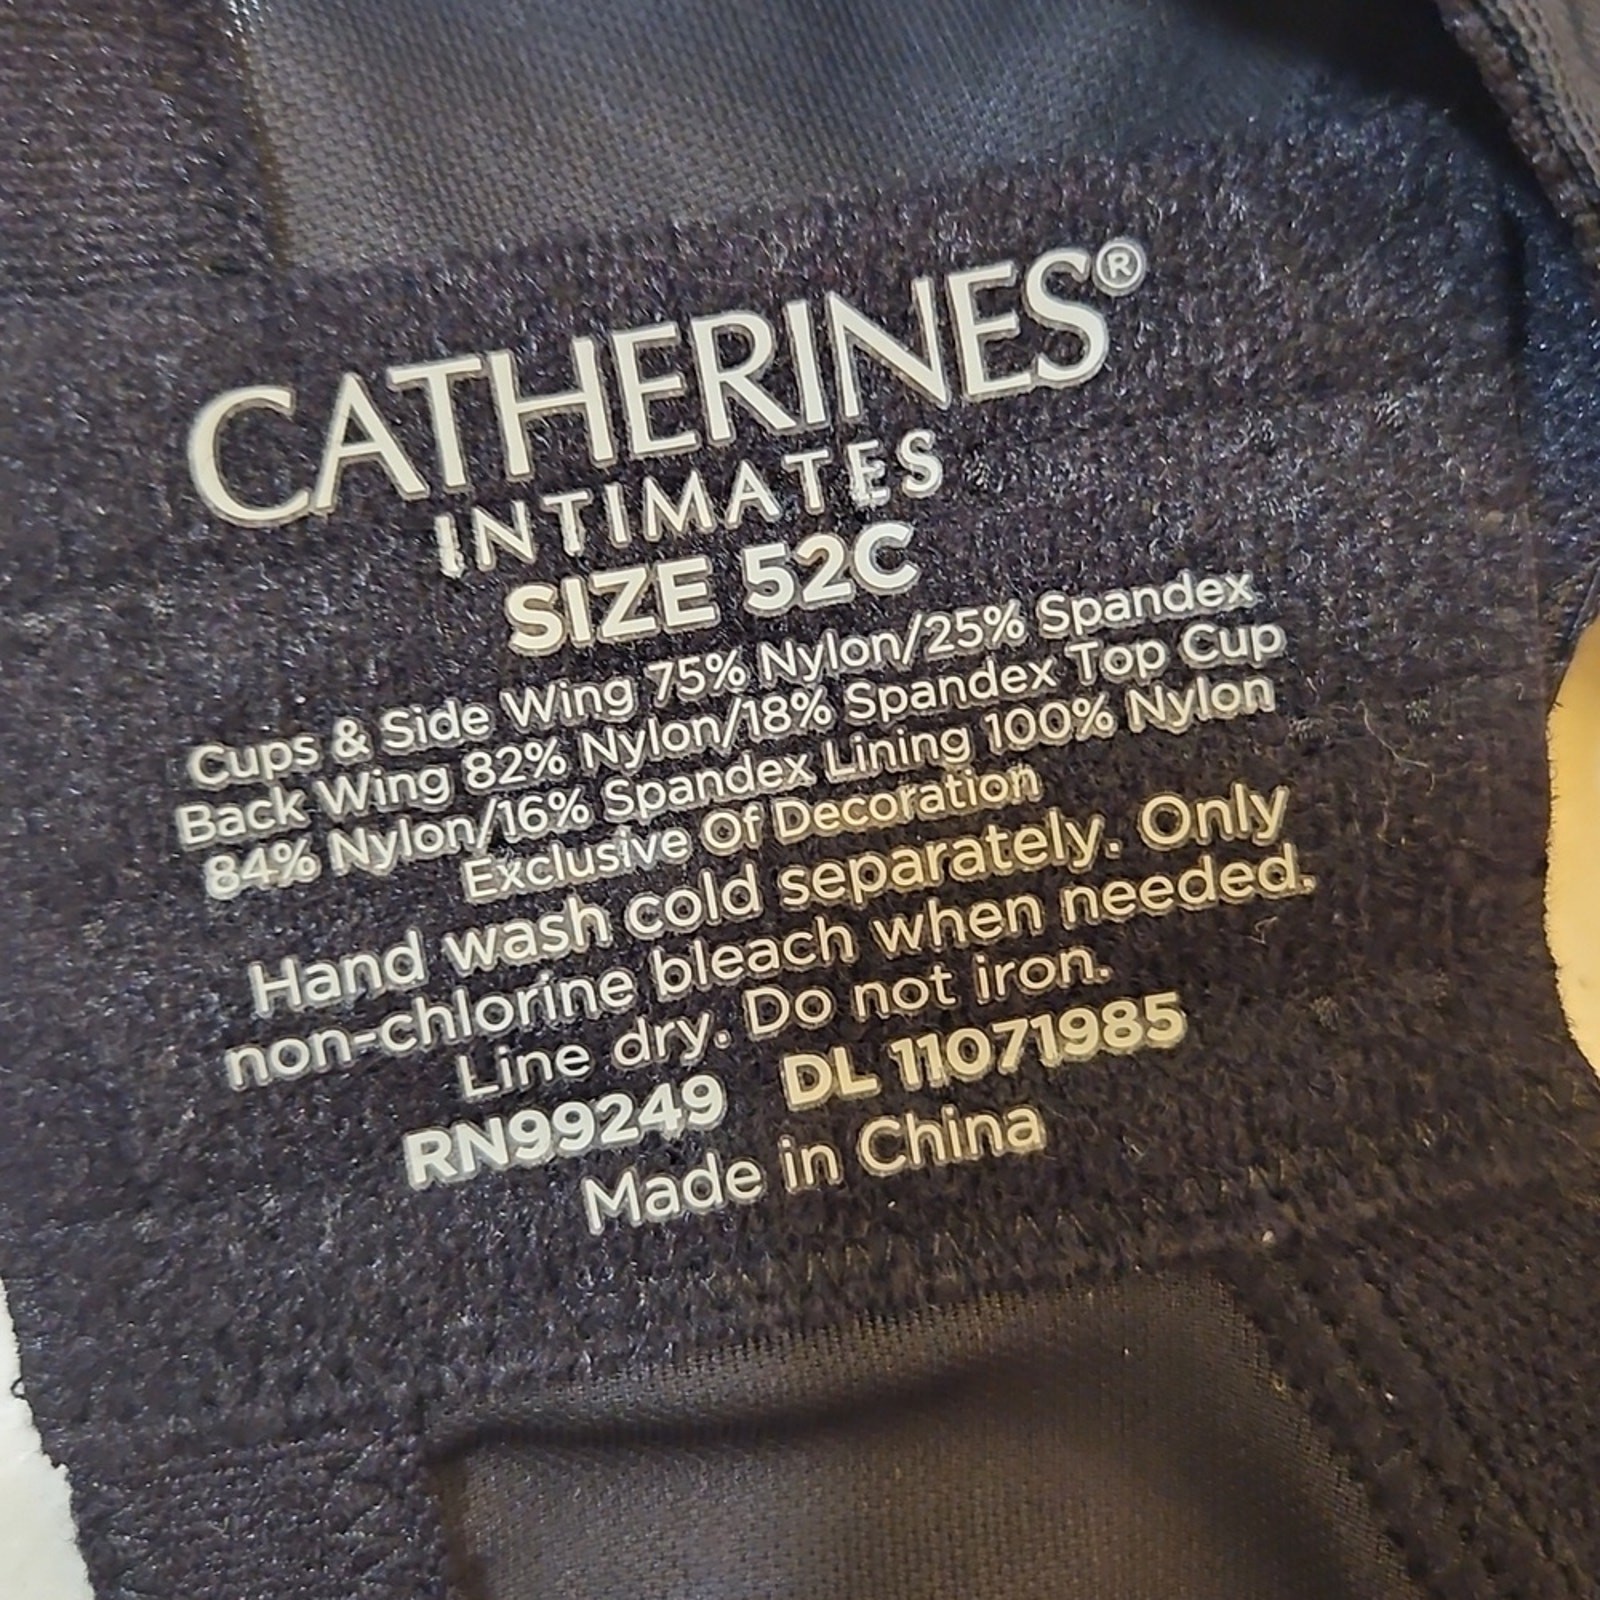 CATHERINES®
INTIMATES
SIZE 52C
Cups & Side Wing 75% Nylon/25% Spandex
Back Wing 82% Nylon/18% Spandex Top Cup
84% Nylon/16% Spandex Lining 100% Nylon
Exclusive Of Decoration
Hand wash cold separately. Only
non-chlorine bleach when needed.
Line dry. Do not iron.
RN99249 DL 11071985
Made in China